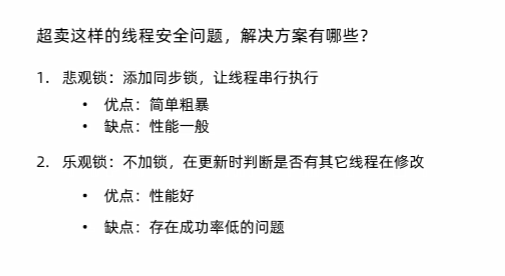 超卖这样的线程安全问题，解决方案有哪些？
1. 悲观锁：添加同步锁，让线程串行执行
• 优点：简单粗暴
• 缺点：性能一般
2. 乐观锁：不加锁，在更新时判断是否有其它线程在修改
• 优点：性能好
• 缺点：存在成功率低的问题